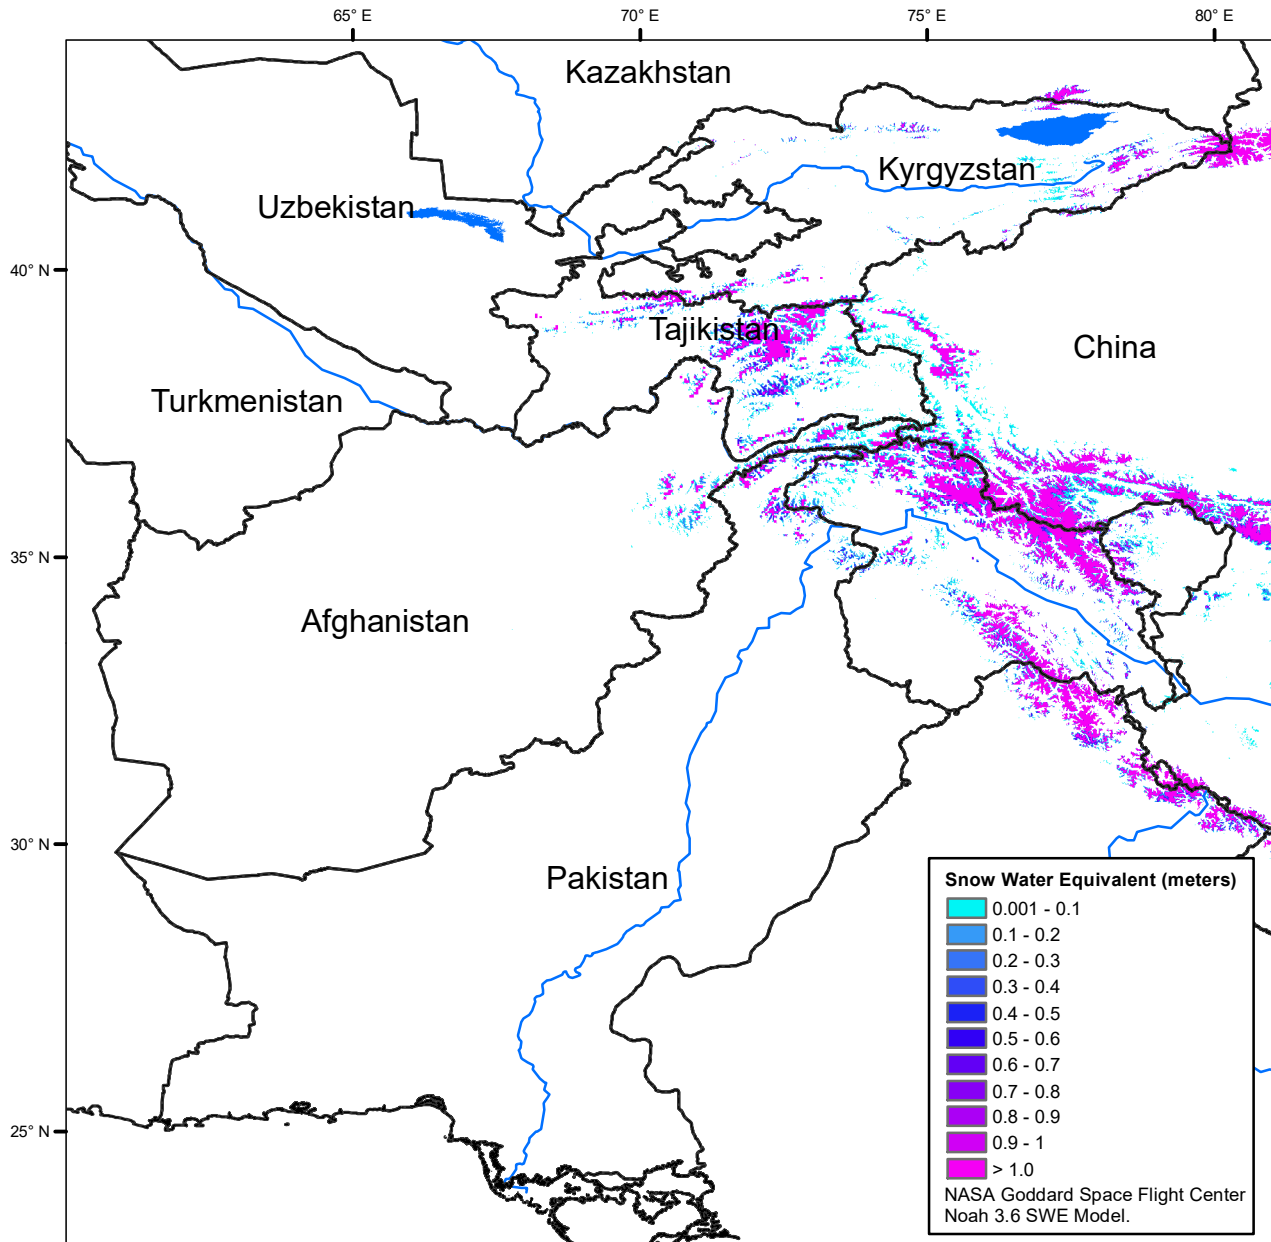 65° E
70° E
75° E
80° E
Kazakhstan
Kyrgyzstan
Uzbekistan
40° N
Tajikistan
China
Turkmenistan
35° N
Afghanistan
30° N
Pakistan
25° N
Snow Water Equivalent (meters)
0.001 - 0.1
0.1 - 0.2
0.2 - 0.3
0.3 - 0.4
0.4 - 0.5
0.5 - 0.6
0.6 - 0.7
0.7 - 0.8
0.8 - 0.9
0.9 - 1
> 1.0
NASA Goddard Space Flight Center
Noah 3.6 SWE Model.